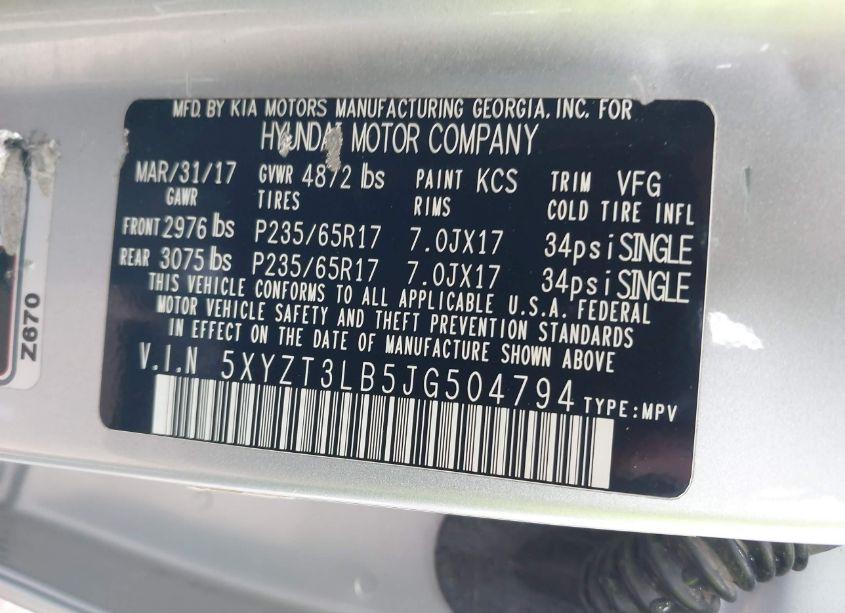 MFD. BY KIA MOTORS MANUFACTURING GEORGIA, INC. FOR
HYUNDAI MOTOR COMPANY
MAR/31/17 GVWR 4872 lbs PAINT KCS TRIM VFG
GAWR TIRES RIMS COLD TIRE INFL
FRONT 2976 lbs P235/65R17 7.0JX17 34psi SINGLE
REAR 3075 lbs P235/65R17 7.0JX17 34psi SINGLE
THIS VEHICLE CONFORMS TO ALL APPLICABLE U.S.A. FEDERAL
MOTOR VEHICLE SAFETY AND THEFT PREVENTION STANDARDS
IN EFFECT ON THE DATE OF MANUFACTURE SHOWN ABOVE
V.I.N 5XYZT3LB5JG504794 TYPE:MPV
Z670